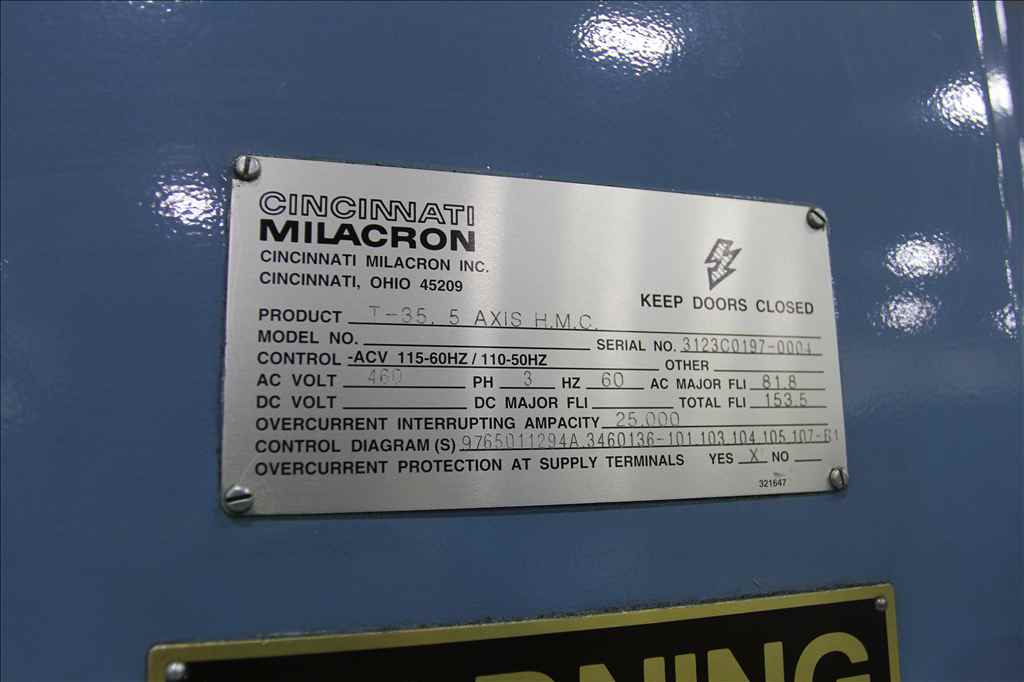 CINCINNATI
MILACRON
CINCINNATI MILACRON INC.
CINCINNATI, OHIO 45209
KEEP DOORS CLOSED
PRODUCT T-35, 5 AXIS H.M.C.
MODEL NO. SERIAL NO. 3123C0197-0004
CONTROL -ACV 115-60HZ / 110-50HZ OTHER
AC VOLT 460 PH 3 HZ 60 AC MAJOR FLI 81.8
DC VOLT DC MAJOR FLI TOTAL FLI 153.5
OVERCURRENT INTERRUPTING AMPACITY 25,000
CONTROL DIAGRAM (S) 9765011294A,3460136-101,103,104,105,107-B1
OVERCURRENT PROTECTION AT SUPPLY TERMINALS YES X NO
321647